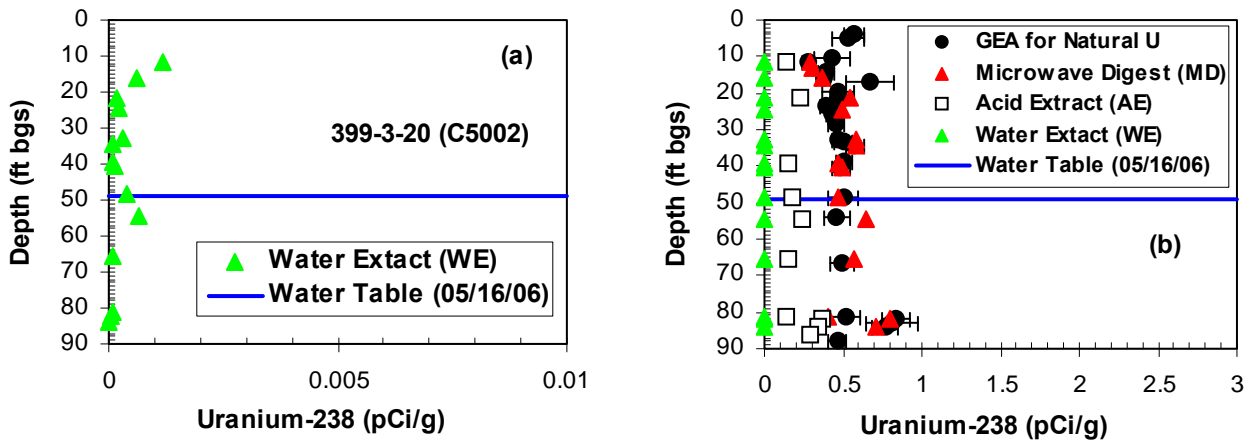 (a)
399-3-20 (C5002)
Depth (ft bgs)
0
10
20
30
40
50
60
70
80
90
Water Extact (WE)
Water Table (05/16/06)
0
0.005
0.01
Uranium-238 (pCi/g)
(b)
Depth (ft bgs)
0
10
20
30
40
50
60
70
80
90
GEA for Natural U
Microwave Digest (MD)
Acid Extract (AE)
Water Exact (WE)
Water Table (05/16/06)
0
0.5
1
1.5
2
2.5
3
Uranium-238 (pCi/g)